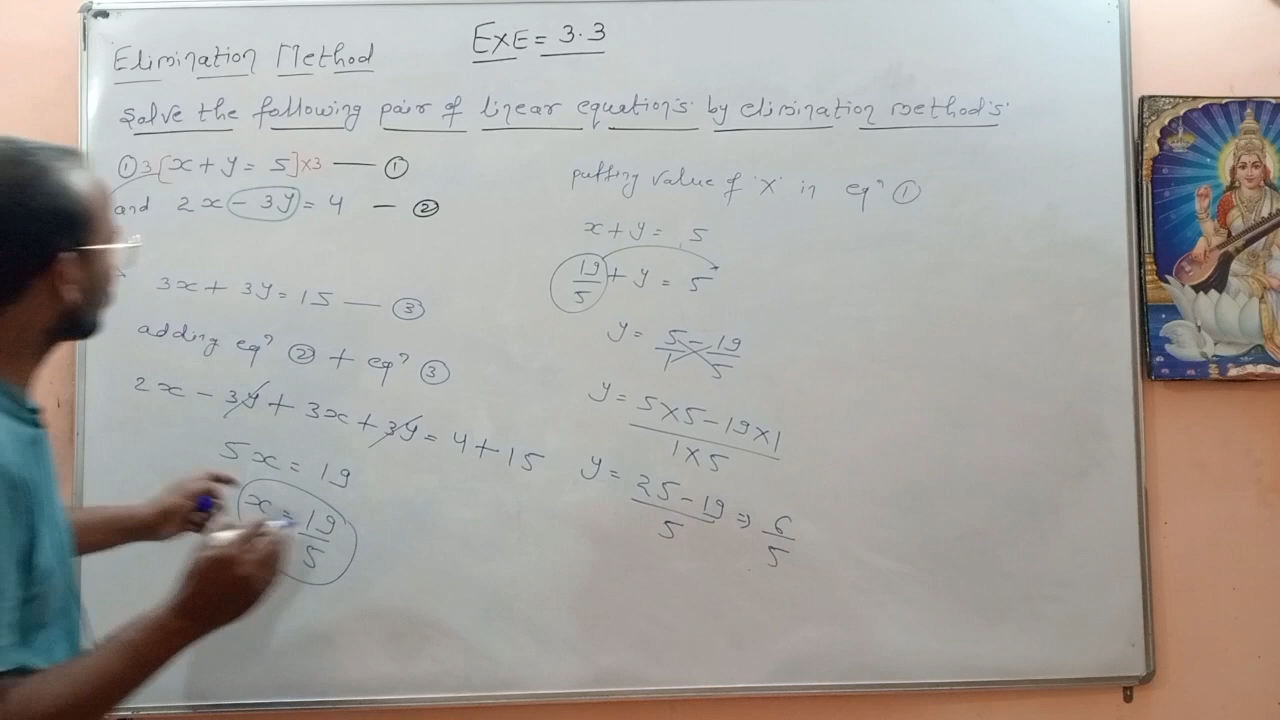 EXE = 3.3
Elimination Method
Solve the following pair of linear equations by elimination method's
① 3[x + y = 5]×3 — ①
and 2x - 3y = 4 — ②
3x + 3y = 15 — ③
adding eqn ② + eqn ③
2x - 3y + 3x + 3y = 4 + 15
5x = 19
x = 19/5
putting value of 'x' in eqn ①
x + y = 5
19/5 + y = 5
y = 5/1 - 19/5
y = 5×5 - 19×1 / 1×5
y = 25 - 19 / 5 ⇒ 6/5